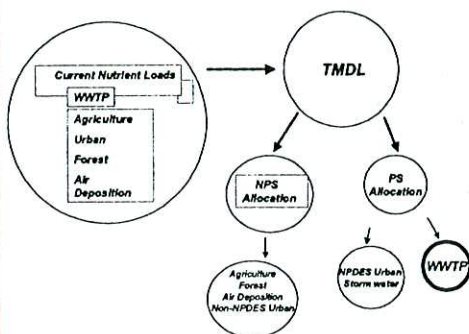 Current Nutrient Loads
WWTP
Agriculture
Urban
Forest
Air
Deposition
TMDL
NPS
Allocation
PS
Allocation
Agriculture
Forest
Air Deposition
Non-NPDES Urban
NPDES Urban
Storm water
WWTP